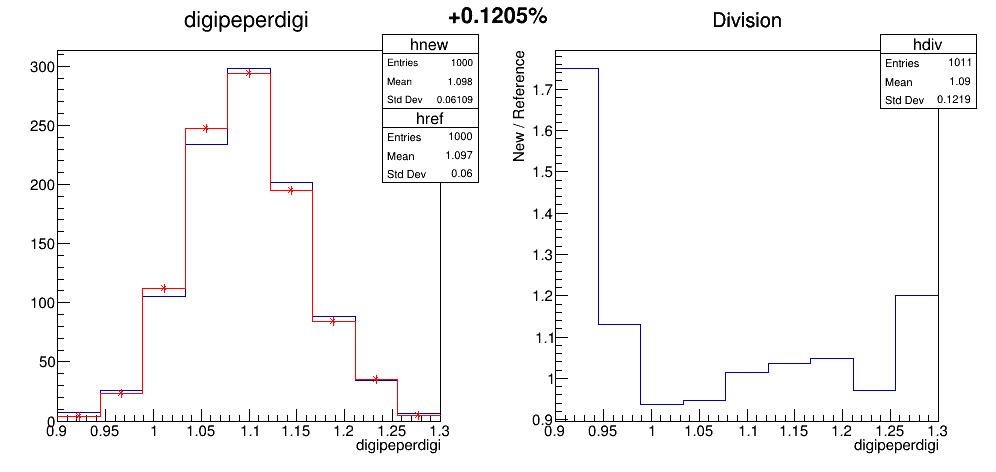 +0.1205%
digipeperdigi
hnew
Entries 1000
Mean 1.098
Std Dev 0.06109
href
Entries 1000
Mean 1.097
Std Dev 0.06
300
250
200
150
100
50
0
0.9 0.95 1 1.05 1.1 1.15 1.2 1.25 1.3
digipeperdigi
Division
hdiv
Entries 1011
Mean 1.09
Std Dev 0.1219
New / Reference
1.7
1.6
1.5
1.4
1.3
1.2
1.1
1
0.9
0.9 0.95 1 1.05 1.1 1.15 1.2 1.25 1.3
digipeperdigi